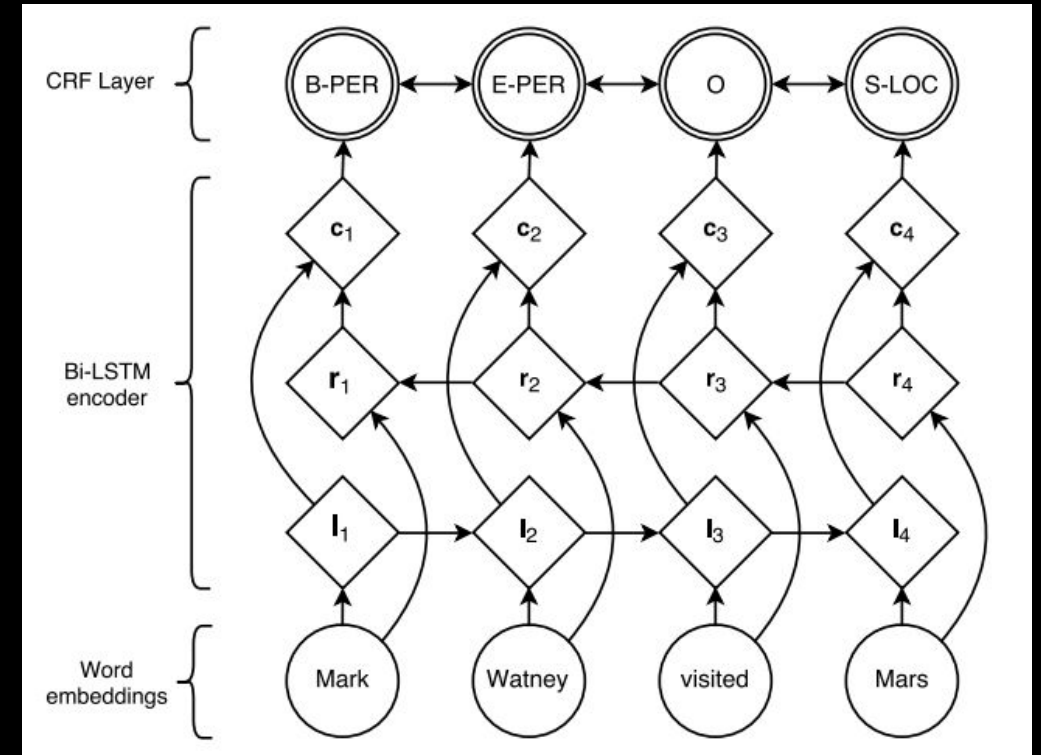 CRF Layer
B-PER
E-PER
O
S-LOC
c1
c2
c3
c4
Bi-LSTM
encoder
r1
r2
r3
r4
l1
l2
l3
l4
Word
embeddings
Mark
Watney
visited
Mars